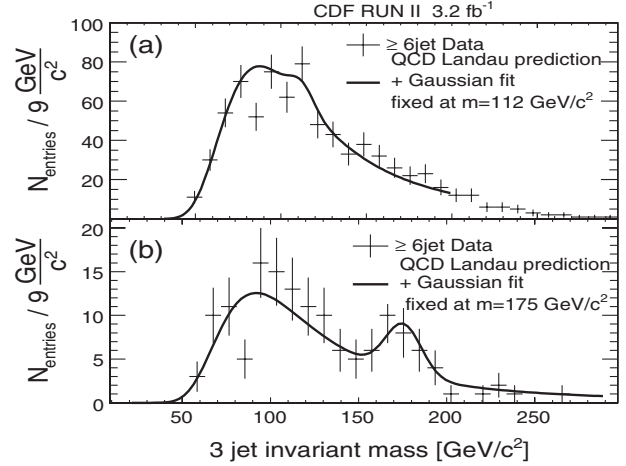 CDF RUN II 3.2 fb⁻¹
(a)
≥ 6jet Data
QCD Landau prediction
+ Gaussian fit
fixed at m=112 GeV/c²
N_entries / 9 GeV/c²
100
80
60
40
20
(b)
≥ 6jet Data
QCD Landau prediction
+ Gaussian fit
fixed at m=175 GeV/c²
N_entries / 9 GeV/c²
20
15
10
5
0
50 100 150 200 250
3 jet invariant mass [GeV/c²]